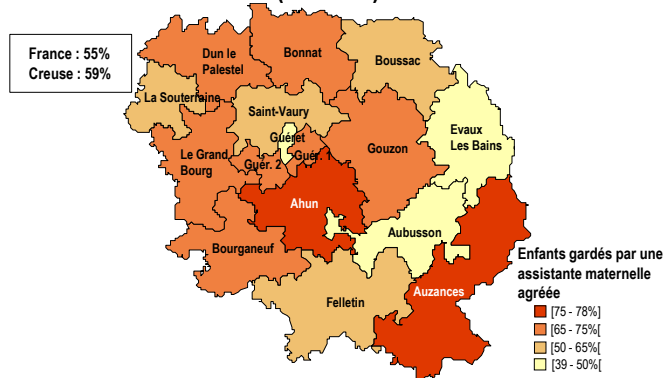 France : 55%
Creuse : 59%
Dun le
Palestel
Bonnat
Boussac
La Souterraine
Saint-Vaury
Guéret
Evaux
Les Bains
Le Grand
Bourg
Guér. 2
Guér. 1
Gouzon
Ahun
Aubusson
Bourganeuf
Felletin
Auzances
Enfants gardés par une
assistante maternelle
agréée
[75 - 78%]
[65 - 75%[
[50 - 65%[
[39 - 50%[